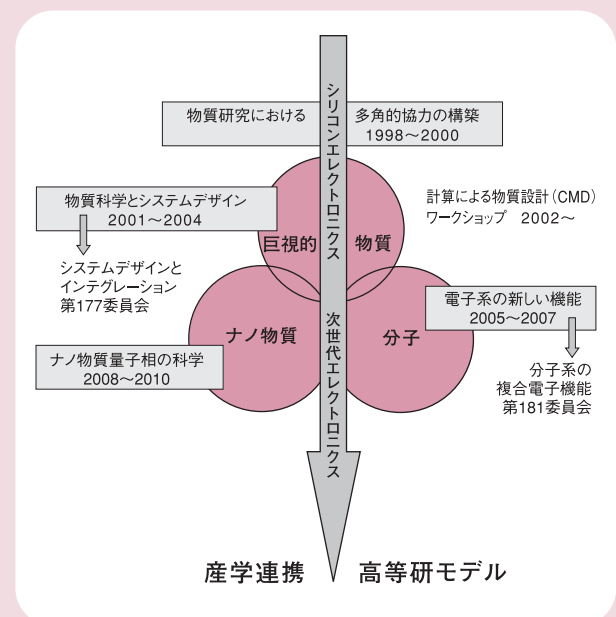 物質研究における 多角的協力の構築
1998〜2000
シリコンエレクトロニクス
物質科学とシステムデザイン
2001〜2004
計算による物質設計（CMD）
ワークショップ 2002〜
巨視的 物質
システムデザインと
インテグレーション
第177委員会
電子系の新しい機能
2005〜2007
ナノ物質
分子
次世代エレクトロニクス
ナノ物質量子相の科学
2008〜2010
分子系の
複合電子機能
第181委員会
産学連携 高等研モデル